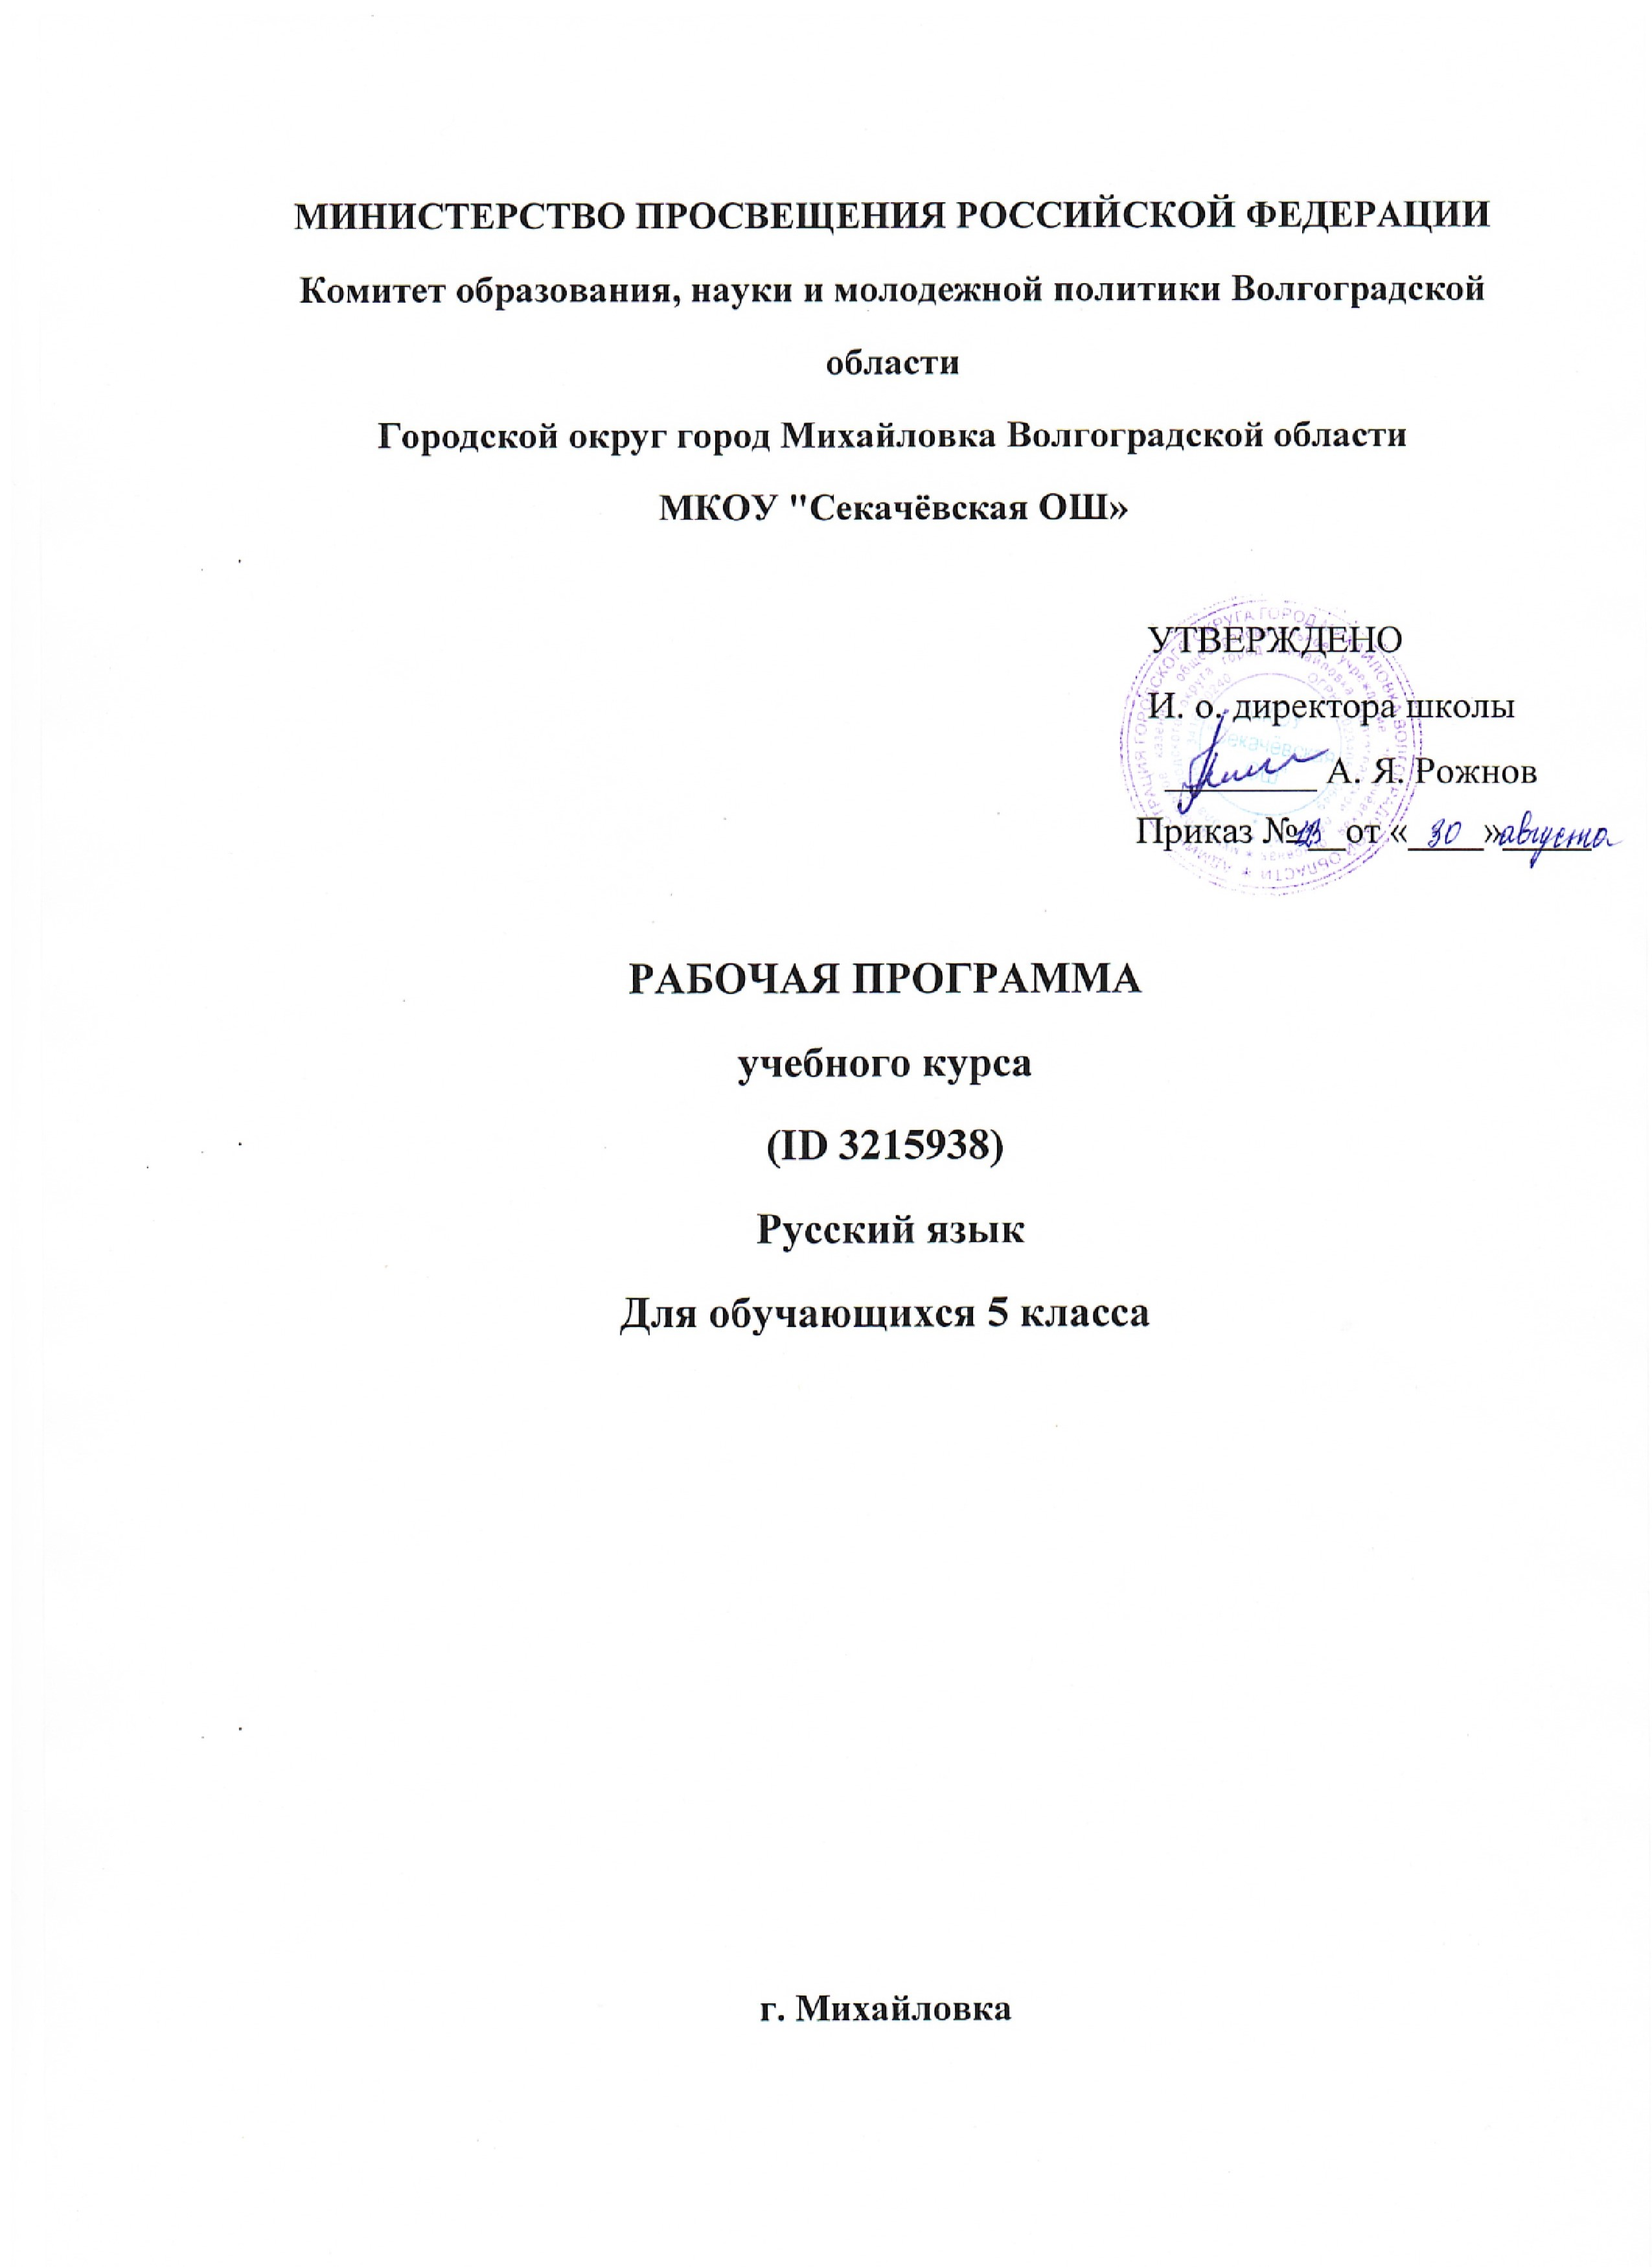 МИНИСТЕРСТВО ПРОСВЕЩЕНИЯ РОССИЙСКОЙ ФЕДЕРАЦИИ
Комитет образования, науки и молодежной политики Волгоградской
области
Городской округ город Михайловка Волгоградской области
МКОУ "Секачёвская ОШ»
УТВЕРЖДЕНО
И. о. директора школы
А. Я. Рожнов
Приказ № от « 30 » августа
РАБОЧАЯ ПРОГРАММА
учебного курса
(ID 3215938)
Русский язык
Для обучающихся 5 класса
г. Михайловка